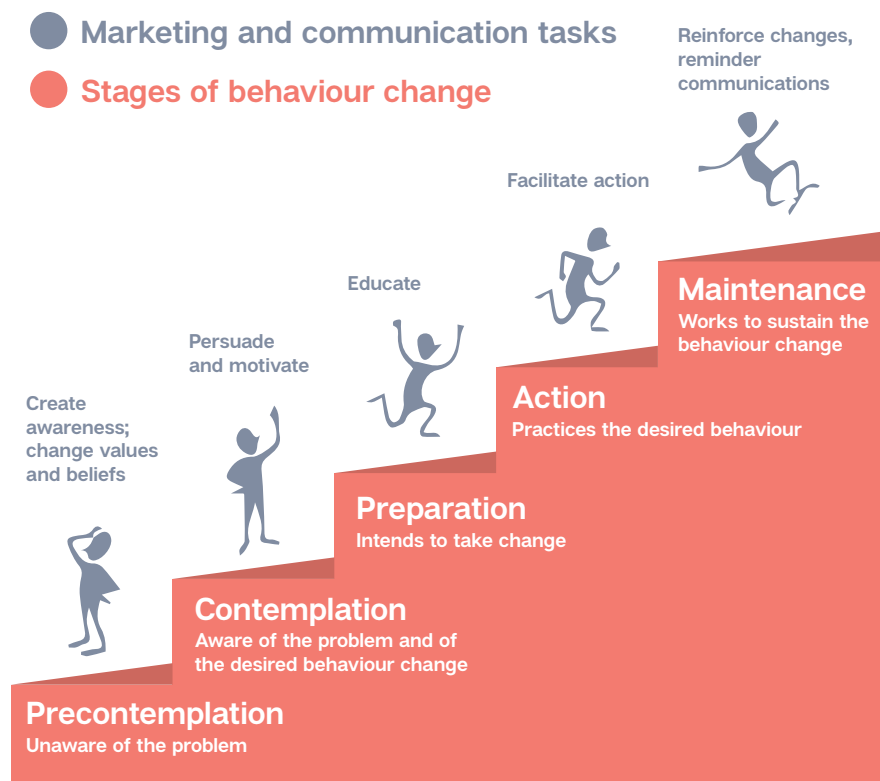 Marketing and communication tasks
Stages of behaviour change
Reinforce changes,
reminder
communications
Facilitate action
Educate
Persuade
and motivate
Create
awareness;
change values
and beliefs
Maintenance
Works to sustain the
behaviour change
Action
Practices the desired behaviour
Preparation
Intends to take change
Contemplation
Aware of the problem and of
the desired behaviour change
Precontemplation
Unaware of the problem